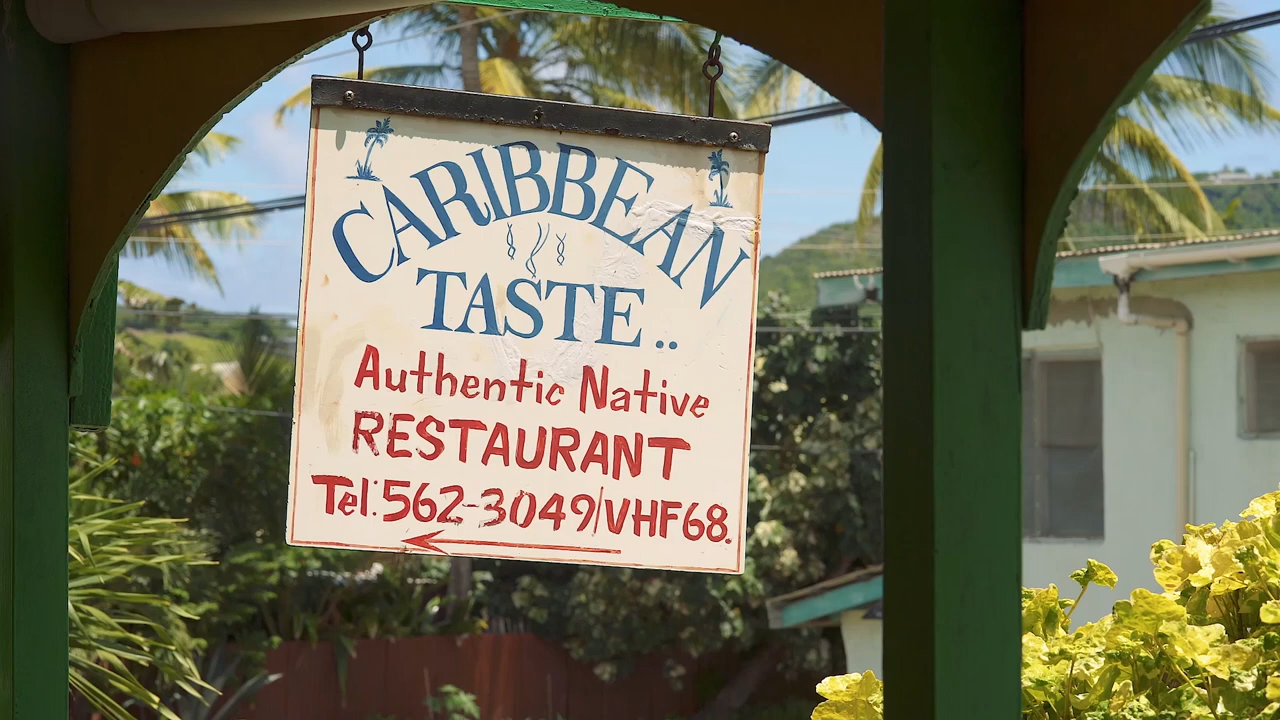 CARIBBEAN
TASTE..
Authentic Native
RESTAURANT
Tel:562-3049/VHF68.